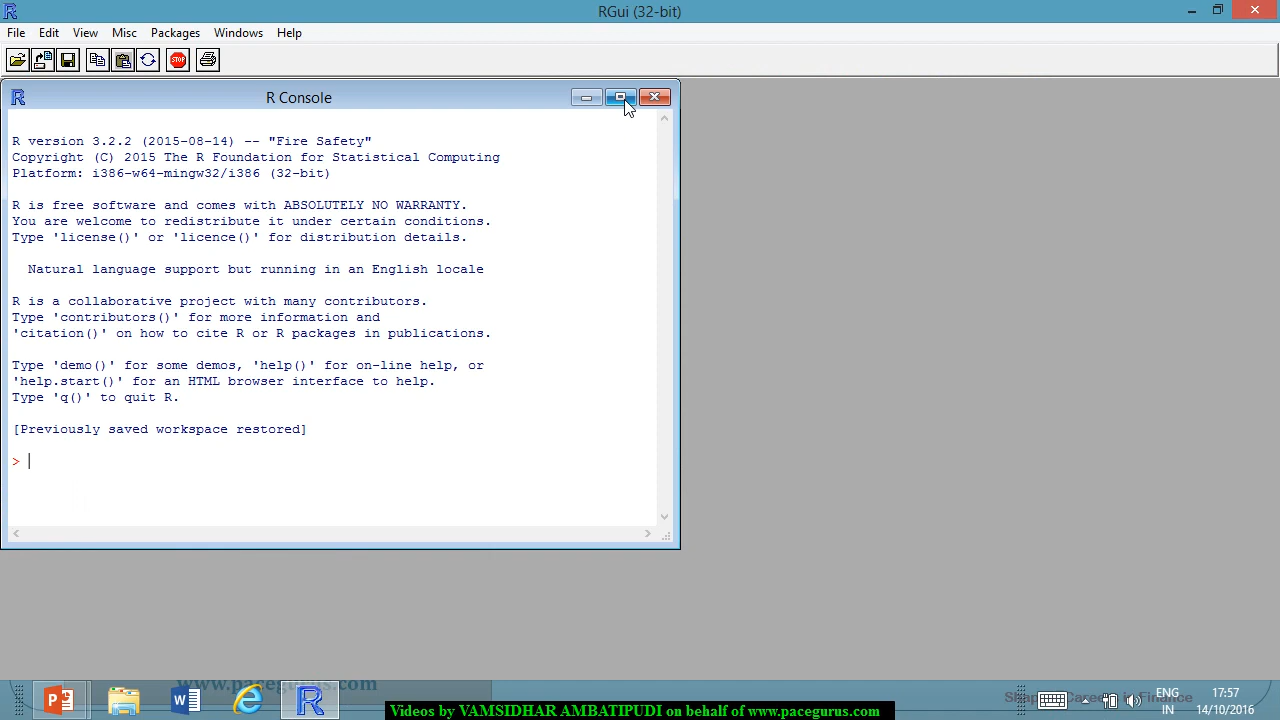 RGui (32-bit)
File Edit View Misc Packages Windows Help
STOP
R Console
R version 3.2.2 (2015-08-14) -- "Fire Safety"
Copyright (C) 2015 The R Foundation for Statistical Computing
Platform: i386-w64-mingw32/i386 (32-bit)
R is free software and comes with ABSOLUTELY NO WARRANTY.
You are welcome to redistribute it under certain conditions.
Type 'license()' or 'licence()' for distribution details.
Natural language support but running in an English locale
R is a collaborative project with many contributors.
Type 'contributors()' for more information and
'citation()' on how to cite R or R packages in publications.
Type 'demo()' for some demos, 'help()' for on-line help, or
'help.start()' for an HTML browser interface to help.
Type 'q()' to quit R.
[Previously saved workspace restored]
>
www.pacegurus.com
ENG
IN
17:57
14/10/2016
Videos by VAMSIDHAR AMBATIPUDI on behalf of www.pacegurus.com